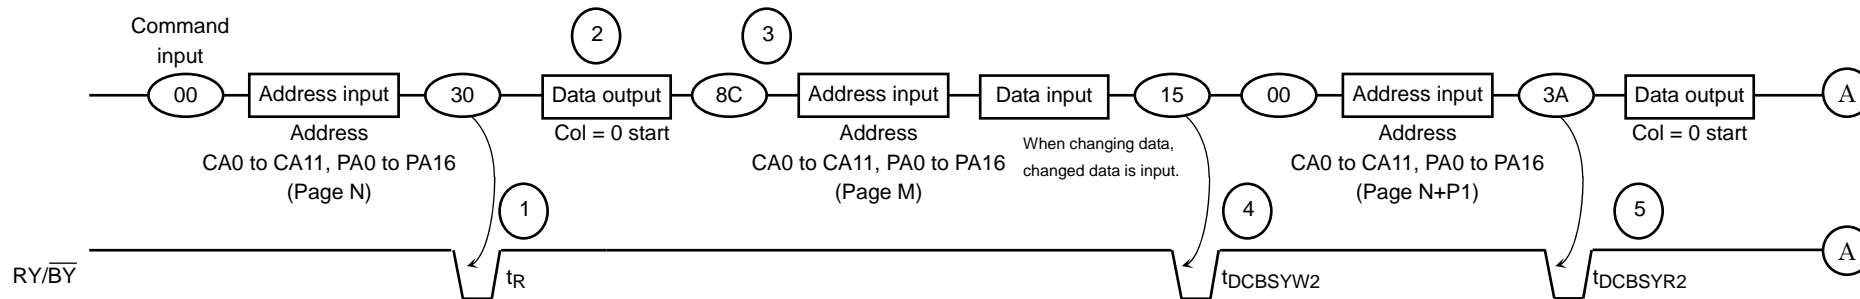 Command
input
2
3
00
Address input
30
Data output
8C
Address input
Data input
15
00
Address input
3A
Data output
A
Address
CA0 to CA11, PA0 to PA16
(Page N)
Col = 0 start
Address
CA0 to CA11, PA0 to PA16
(Page M)
When changing data,
changed data is input.
Address
CA0 to CA11, PA0 to PA16
(Page N+P1)
Col = 0 start
1
4
5
RY/BY
tR
tDCBSYW2
tDCBSYR2
A